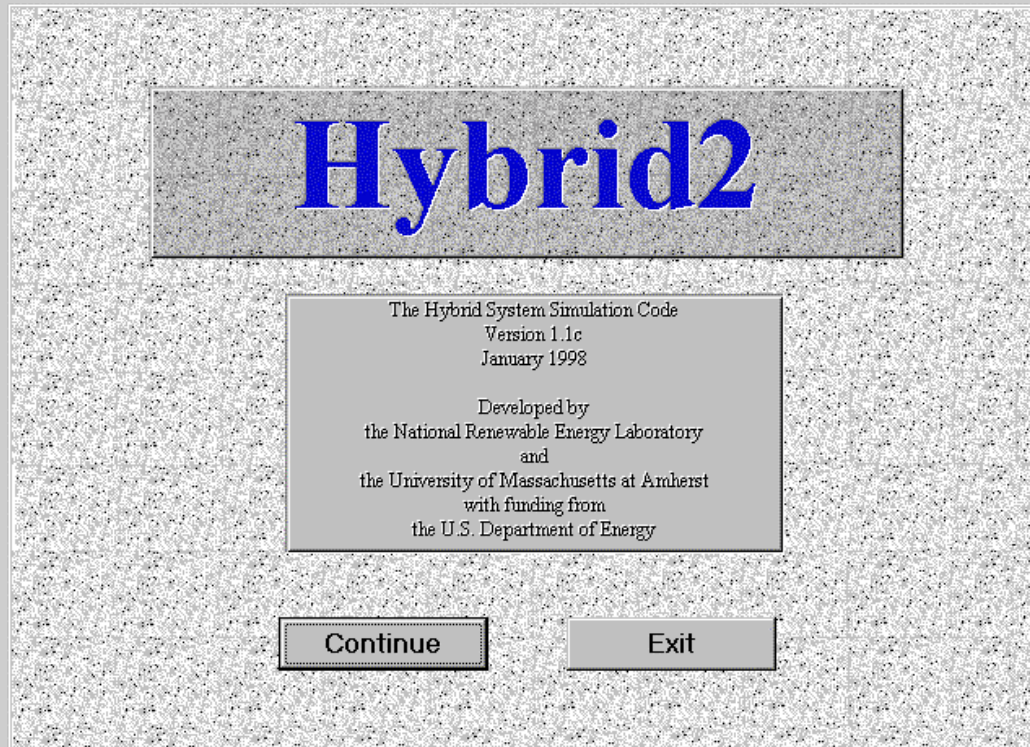 Hybrid2
The Hybrid System Simulation Code
Version 1.1c
January 1998
Developed by
the National Renewable Energy Laboratory
and
the University of Massachusetts at Amherst
with funding from
the U.S. Department of Energy
Continue
Exit